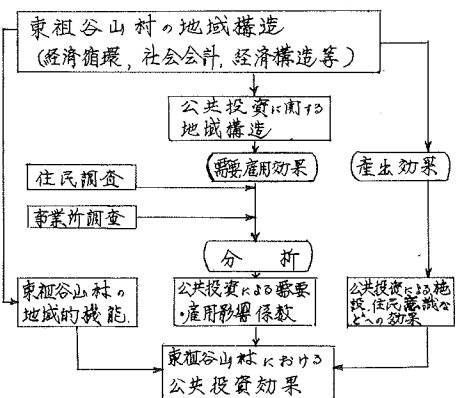 東祖谷山村の地域構造
(経済循環,社会会計,経済構造等)
公共投資に関する
地域構造
需要雇用効果
産出効果
住民調査
事業所調査
分析
東祖谷山村の
地域的機能.
公共投資による需要
・雇用影響係数
公共投資による,施
設,住民意識な
どへの効果
東祖谷山村における
公共投資効果